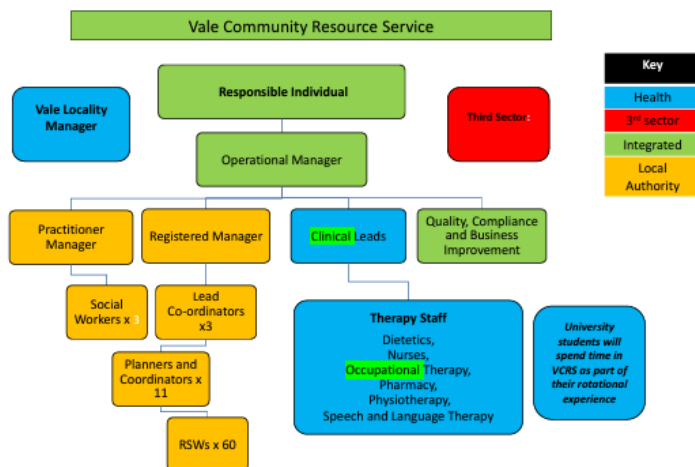 Vale Community Resource Service
Vale Locality
Manager
Responsible Individual
Third Sector:
Key
Health
3rd sector
Integrated
Local
Authority
Operational Manager
Practitioner
Manager
Registered Manager
Clinical Leads
Quality, Compliance
and Business
Improvement
Social
Workers x 3
Lead
Co-ordinators
x3
Planners and
Coordinators x
11
RSWs x 60
Therapy Staff
Dietetics,
Nurses,
Occupational Therapy,
Pharmacy,
Physiotherapy,
Speech and Language Therapy
University
students will
spend time in
VCRS as part of
their rotational
experience